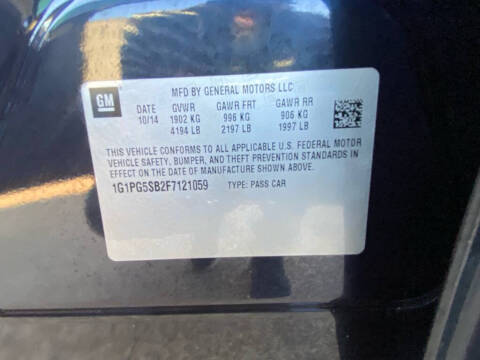 GM
MFD BY GENERAL MOTORS LLC
DATE GVWR GAWR FRT GAWR RR
10/14 1902 KG 996 KG 906 KG
4194 LB 2197 LB 1997 LB
THIS VEHICLE CONFORMS TO ALL APPLICABLE U.S. FEDERAL MOTOR
VEHICLE SAFETY, BUMPER, AND THEFT PREVENTION STANDARDS IN
EFFECT ON THE DATE OF MANUFACTURE SHOWN ABOVE.
1G1PG5SB2F7121059 TYPE: PASS CAR